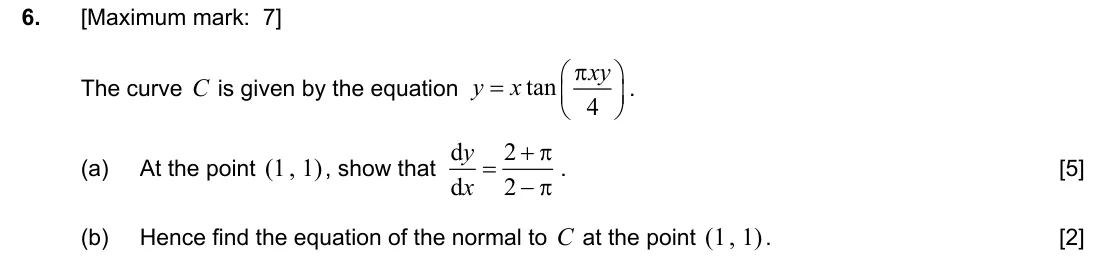 6. [Maximum mark: 7]
The curve C is given by the equation y = x tan(πxy/4).
(a) At the point (1, 1), show that dy/dx = (2 + π)/(2 − π). [5]
(b) Hence find the equation of the normal to C at the point (1, 1). [2]